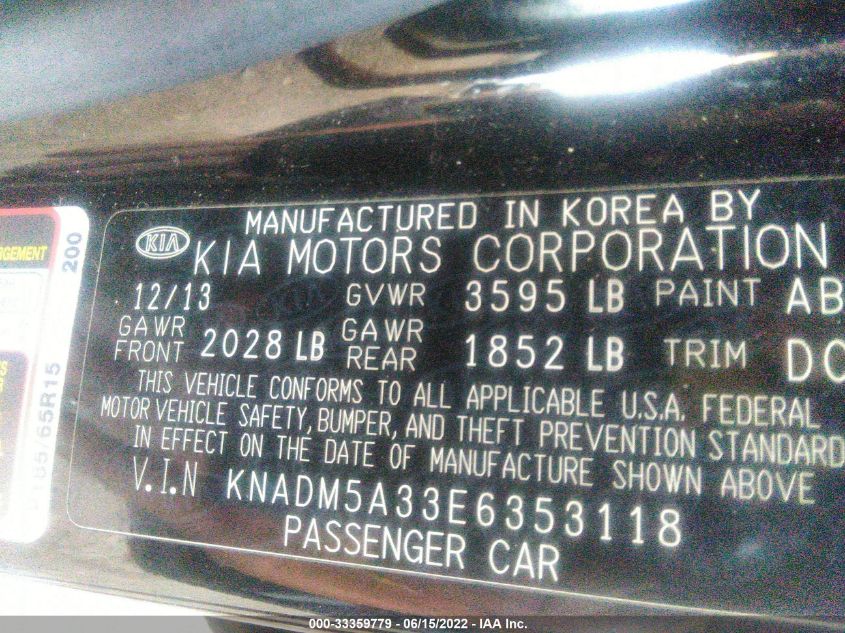 MANUFACTURED IN KOREA BY
KIA KIA MOTORS CORPORATION
12/13 GVWR 3595 LB PAINT AB
GAWR FRONT 2028 LB GAWR REAR 1852 LB TRIM DC
THIS VEHICLE CONFORMS TO ALL APPLICABLE U.S.A. FEDERAL
MOTOR VEHICLE SAFETY, BUMPER, AND THEFT PREVENTION STANDARD
IN EFFECT ON THE DATE OF MANUFACTURE SHOWN ABOVE
V.I.N KNADM5A33E6353118
PASSENGER CAR
200
000-33359779 - 06/15/2022 - IAA Inc.